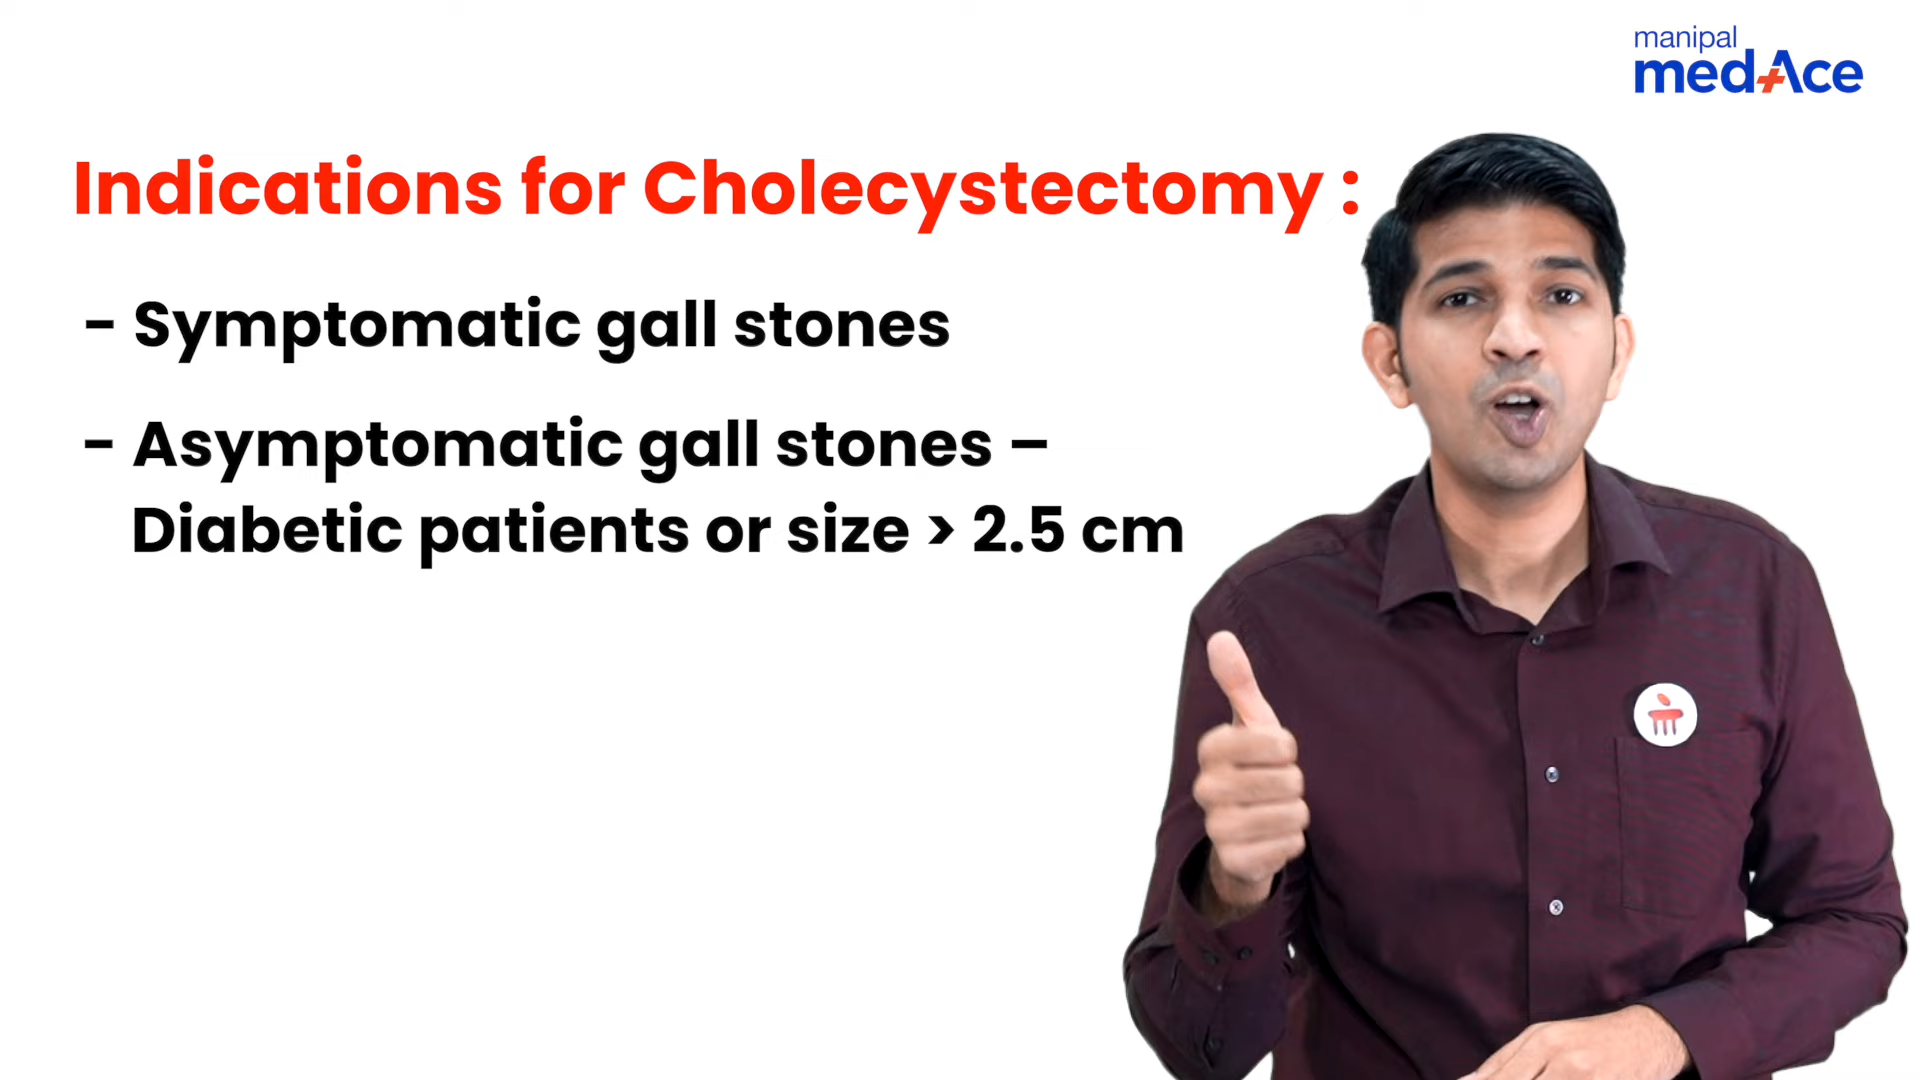 manipal
medAce
Indications for Cholecystectomy :
- Symptomatic gall stones
- Asymptomatic gall stones –
Diabetic patients or size > 2.5 cm